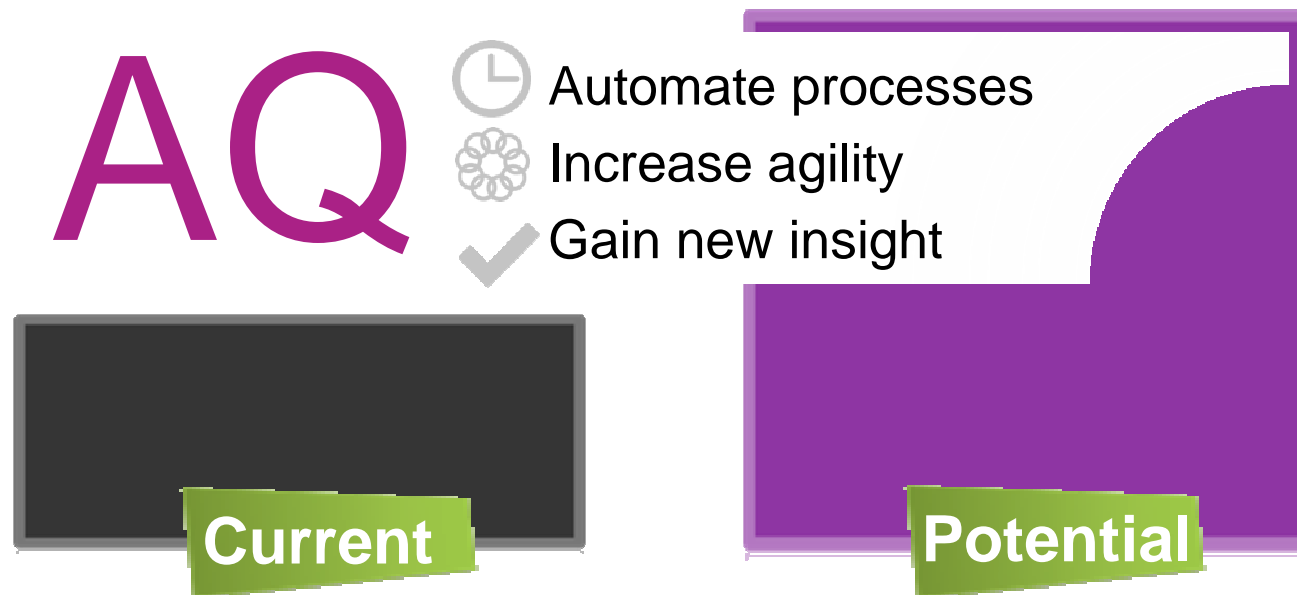 AQ
Automate processes
Increase agility
Gain new insight
Current
Potential